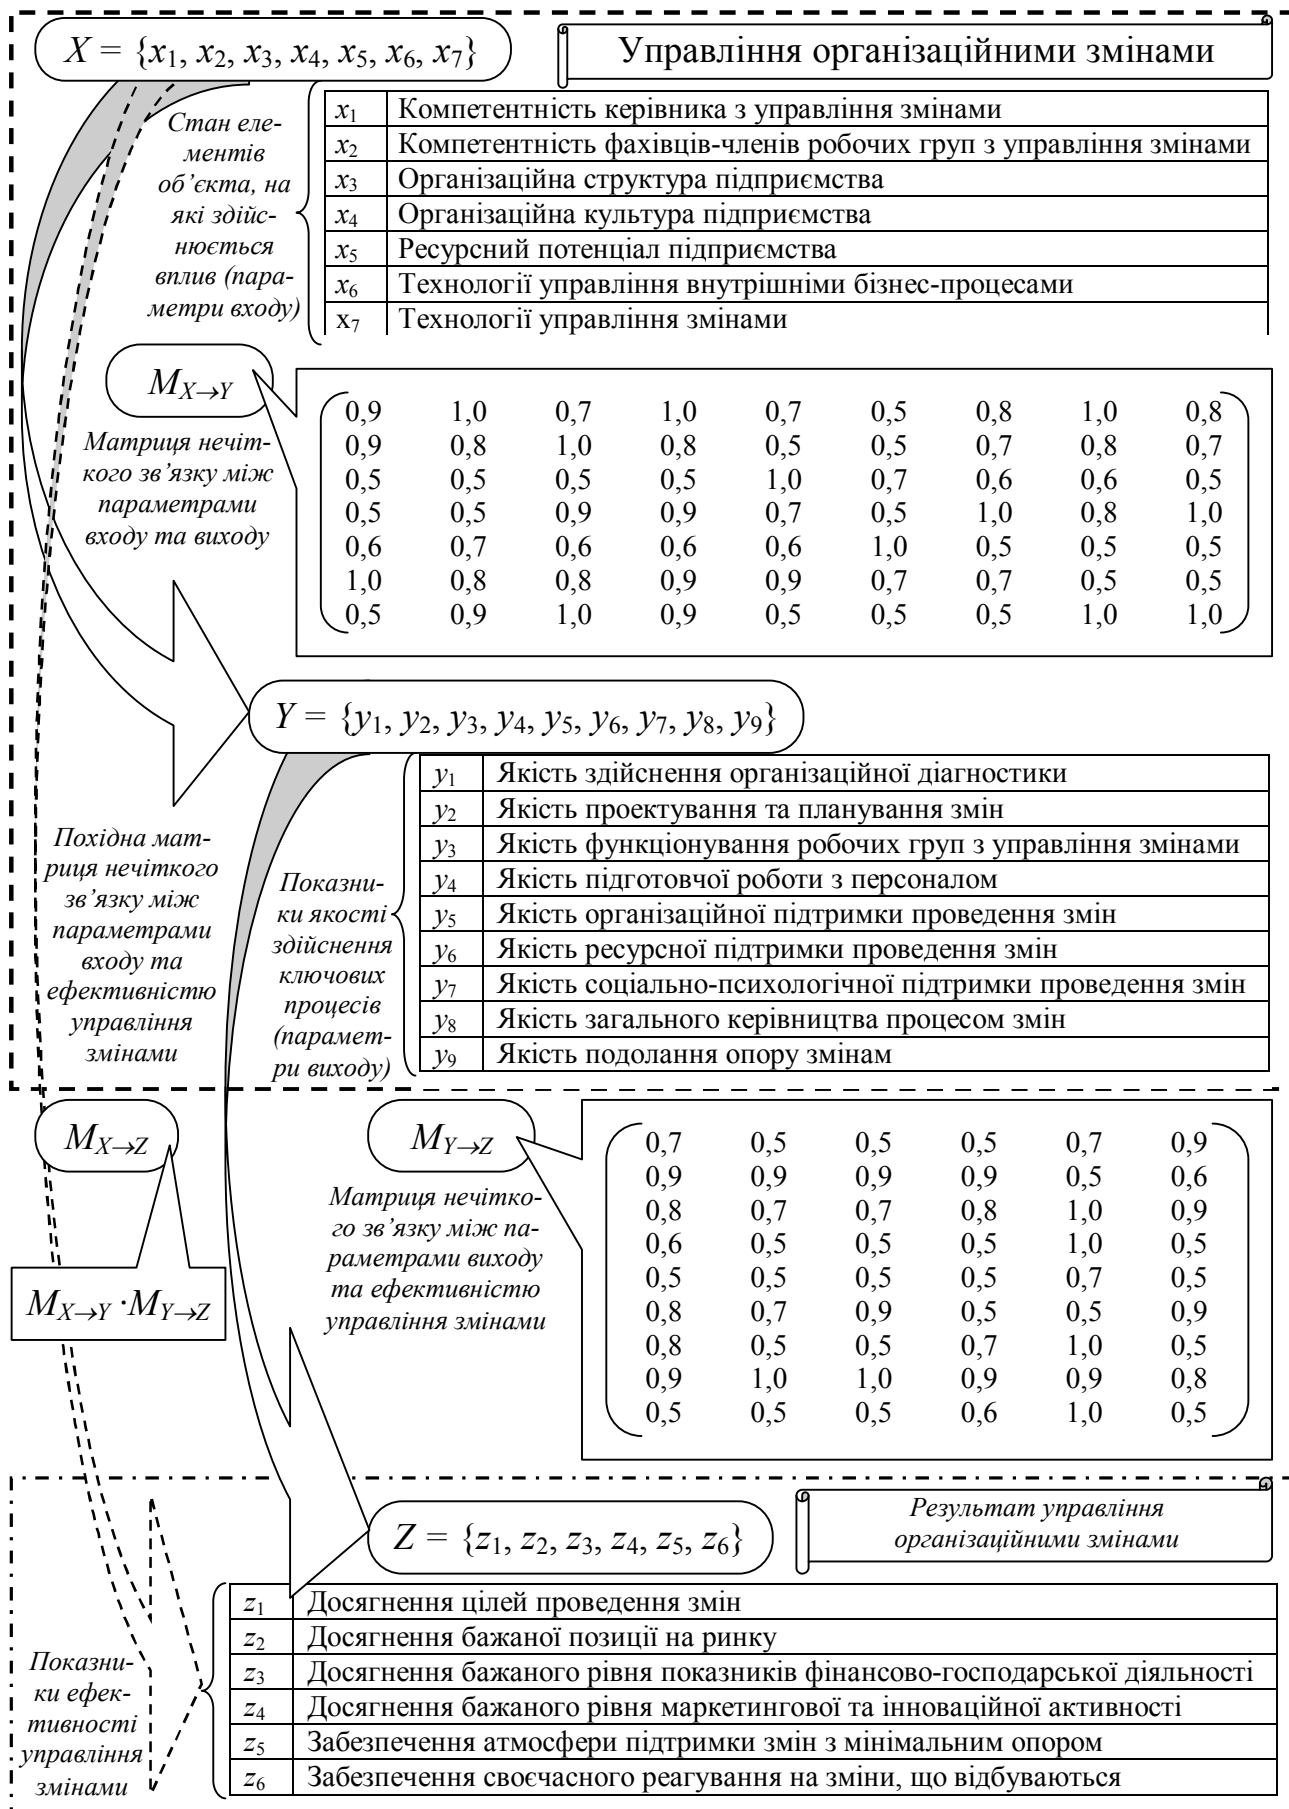 X = {x1, x2, x3, x4, x5, x6, x7}
Управління організаційними змінами
Стан еле-
ментів
об’єкта, на
які здійс-
нюється
вплив (пара-
метри входу)
x1 Компетентність керівника з управління змінами
x2 Компетентність фахівців-членів робочих груп з управління змінами
x3 Організаційна структура підприємства
x4 Організаційна культура підприємства
x5 Ресурсний потенціал підприємства
x6 Технології управління внутрішніми бізнес-процесами
x7 Технології управління змінами
MX→Y
Матриця нечіт-
кого зв’язку між
параметрами
входу та виходу
0,9 1,0 0,7 1,0 0,7 0,5 0,8 1,0 0,8
0,9 0,8 1,0 0,8 0,5 0,5 0,7 0,8 0,7
0,5 0,5 0,5 0,5 1,0 0,7 0,6 0,6 0,5
0,5 0,5 0,9 0,9 0,7 0,5 1,0 0,8 1,0
0,6 0,7 0,6 0,6 0,6 1,0 0,5 0,5 0,5
1,0 0,8 0,8 0,9 0,9 0,7 0,7 0,5 0,5
0,5 0,9 1,0 0,9 0,5 0,5 0,5 1,0 1,0
Y = {y1, y2, y3, y4, y5, y6, y7, y8, y9}
Похідна мат-
риця нечіткого
зв’язку між
параметрами
входу та
ефективністю
управління
змінами
Показни-
ки якості
здійснення
ключових
процесів
(парамет-
ри виходу)
y1 Якість здійснення організаційної діагностики
y2 Якість проектування та планування змін
y3 Якість функціонування робочих груп з управління змінами
y4 Якість підготовчої роботи з персоналом
y5 Якість організаційної підтримки проведення змін
y6 Якість ресурсної підтримки проведення змін
y7 Якість соціально-психологічної підтримки проведення змін
y8 Якість загального керівництва процесом змін
y9 Якість подолання опору змінам
MX→Z
MX→Y ·MY→Z
MY→Z
Матриця нечітко-
го зв’язку між па-
раметрами виходу
та ефективністю
управління змінами
0,7 0,5 0,5 0,5 0,7 0,9
0,9 0,9 0,9 0,9 0,5 0,6
0,8 0,7 0,7 0,8 1,0 0,9
0,6 0,5 0,5 0,5 1,0 0,5
0,5 0,5 0,5 0,5 0,7 0,5
0,8 0,7 0,9 0,5 0,5 0,9
0,8 0,5 0,5 0,7 1,0 0,5
0,9 1,0 1,0 0,9 0,9 0,8
0,5 0,5 0,5 0,6 1,0 0,5
Z = {z1, z2, z3, z4, z5, z6}
Результат управління
організаційними змінами
Показни-
ки ефек-
тивності
управління
змінами
z1 Досягнення цілей проведення змін
z2 Досягнення бажаної позиції на ринку
z3 Досягнення бажаного рівня показників фінансово-господарської діяльності
z4 Досягнення бажаного рівня маркетингової та інноваційної активності
z5 Забезпечення атмосфери підтримки змін з мінімальним опором
z6 Забезпечення своєчасного реагування на зміни, що відбуваються